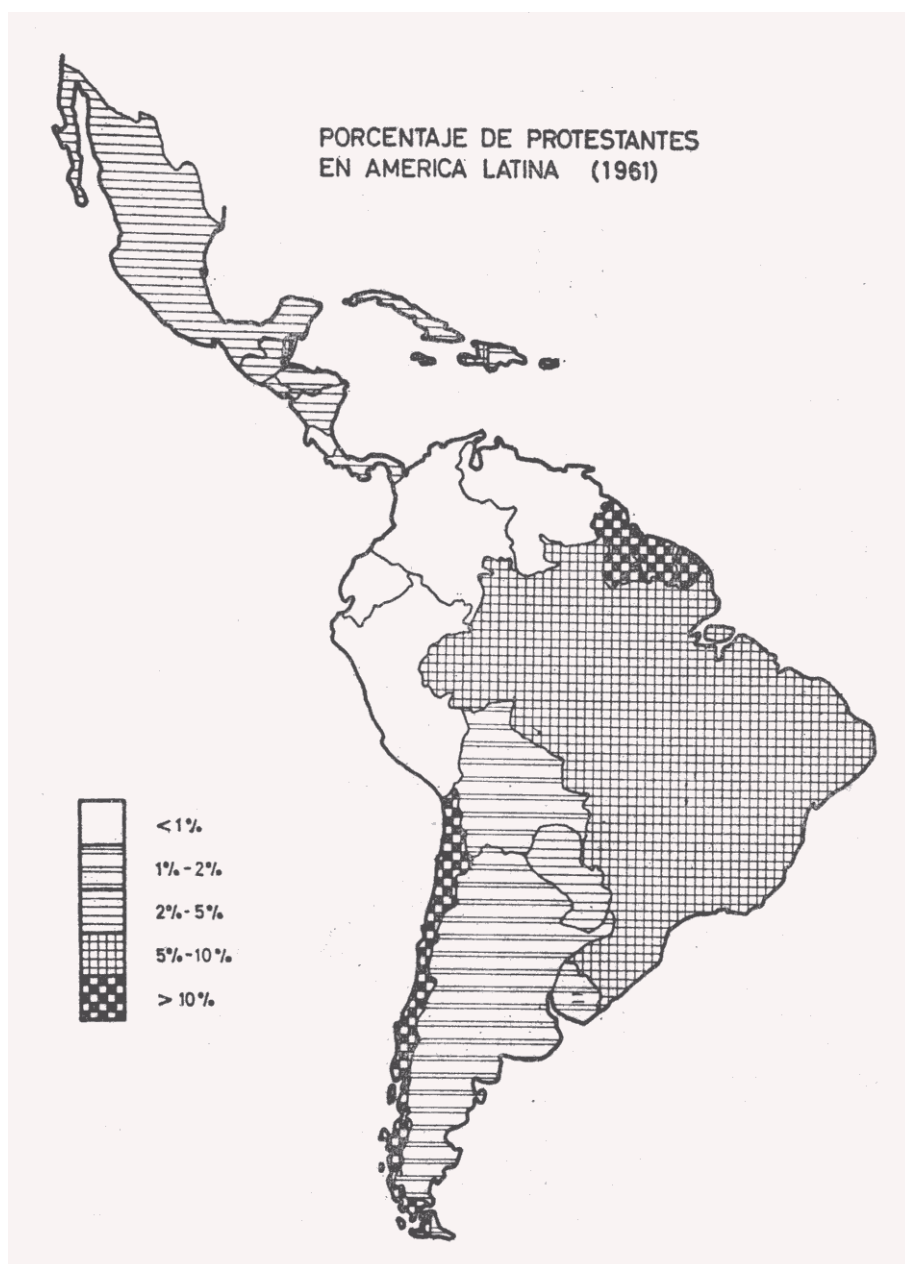 PORCENTAJE DE PROTESTANTES
EN AMERICA LATINA (1961)
<1%
1%-2%
2%-5%
5%-10%
>10%